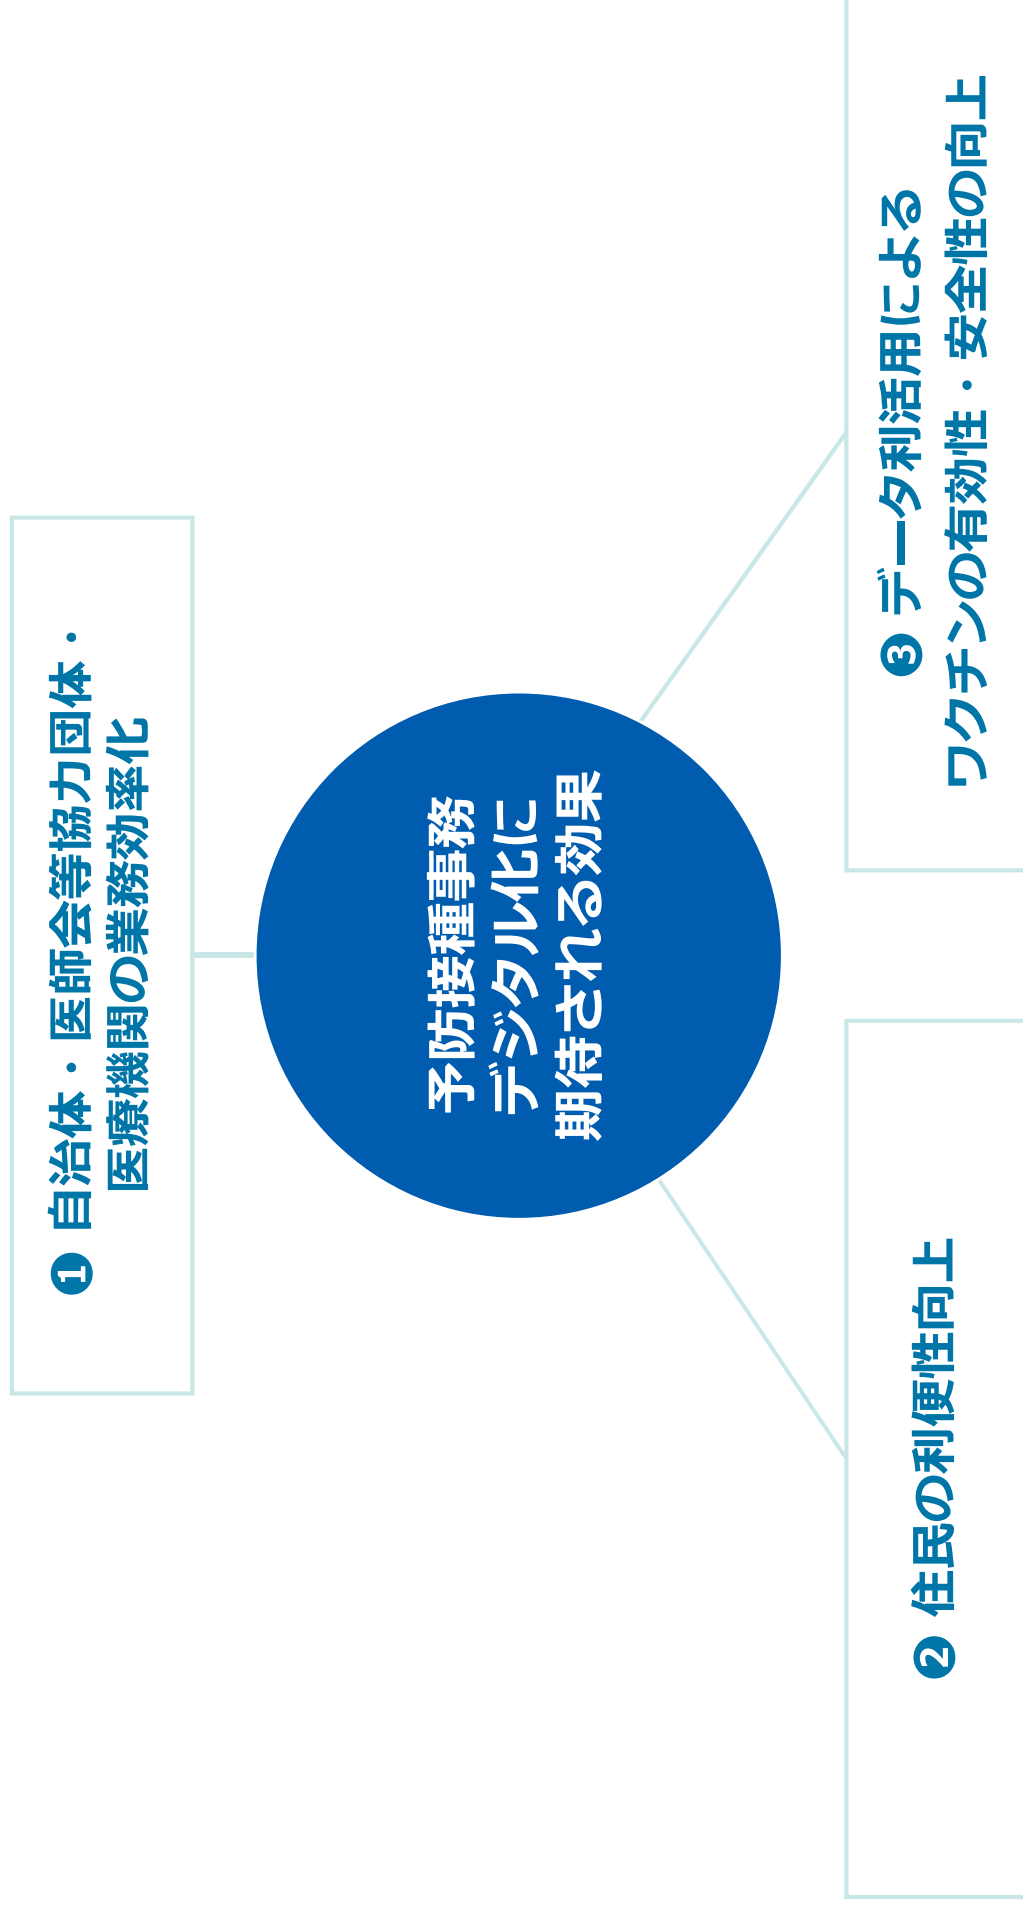 ❶ 自治体・医師会等協力団体・
医療機関の業務効率化
予防接種事務
デジタル化に
期待される効果
❷ 住民の利便性向上
❸ データ利活用による
ワクチンの有効性・安全性の向上